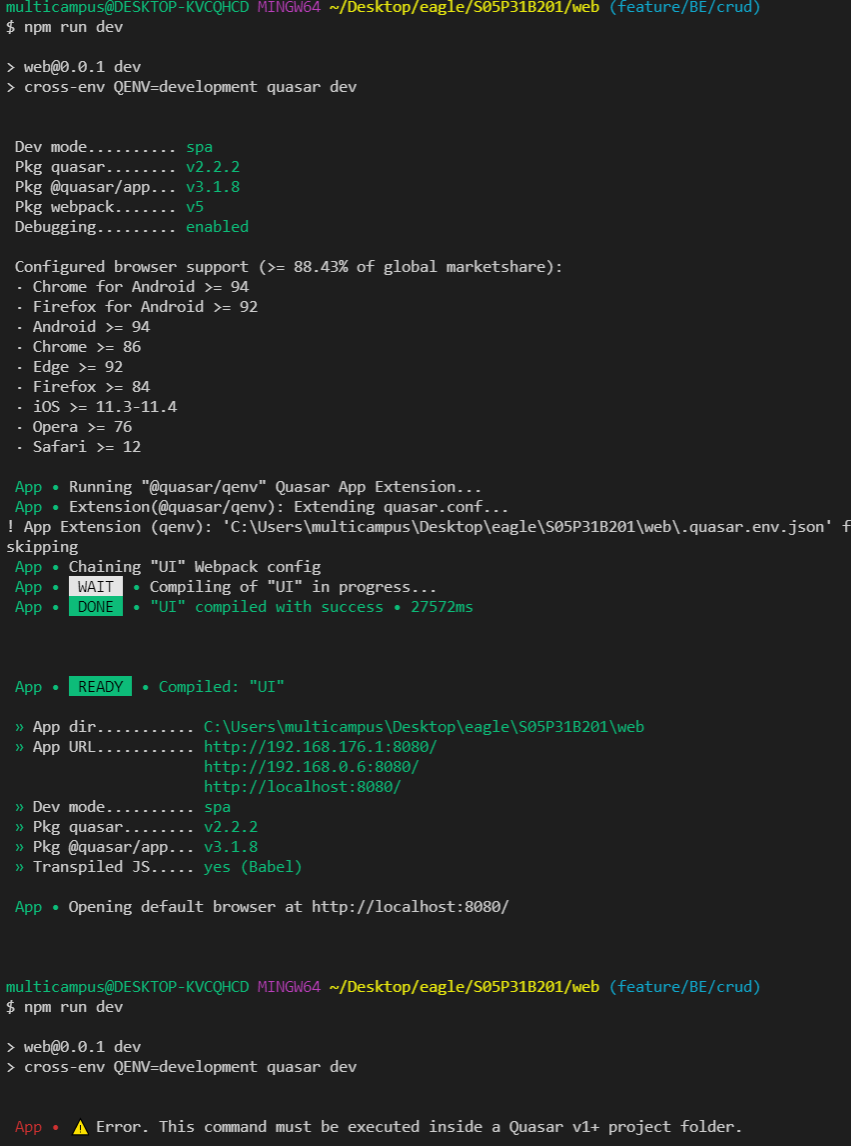 multicampus@DESKTOP-KVCQHCD MINGW64 ~/Desktop/eagle/S05P31B201/web (feature/BE/crud)
$ npm run dev
> web@0.0.1 dev
> cross-env QENV=development quasar dev
Dev mode.......... spa
Pkg quasar........ v2.2.2
Pkg @quasar/app... v3.1.8
Pkg webpack....... v5
Debugging......... enabled
Configured browser support (>= 88.43% of global marketshare):
· Chrome for Android >= 94
· Firefox for Android >= 92
· Android >= 94
· Chrome >= 86
· Edge >= 92
· Firefox >= 84
· iOS >= 11.3-11.4
· Opera >= 76
· Safari >= 12
App • Running "@quasar/qenv" Quasar App Extension...
App • Extension(@quasar/qenv): Extending quasar.conf...
! App Extension (qenv): 'C:\Users\multicampus\Desktop\eagle\S05P31B201\web\.quasar.env.json' f
skipping
App • Chaining "UI" Webpack config
App • WAIT • Compiling of "UI" in progress...
App • DONE • "UI" compiled with success • 27572ms
App • READY • Compiled: "UI"
» App dir........... C:\Users\multicampus\Desktop\eagle\S05P31B201\web
» App URL........... http://192.168.176.1:8080/
http://192.168.0.6:8080/
http://localhost:8080/
» Dev mode.......... spa
» Pkg quasar........ v2.2.2
» Pkg @quasar/app... v3.1.8
» Transpiled JS..... yes (Babel)
App • Opening default browser at http://localhost:8080/
multicampus@DESKTOP-KVCQHCD MINGW64 ~/Desktop/eagle/S05P31B201/web (feature/BE/crud)
$ npm run dev
> web@0.0.1 dev
> cross-env QENV=development quasar dev
App • ⚠️ Error. This command must be executed inside a Quasar v1+ project folder.